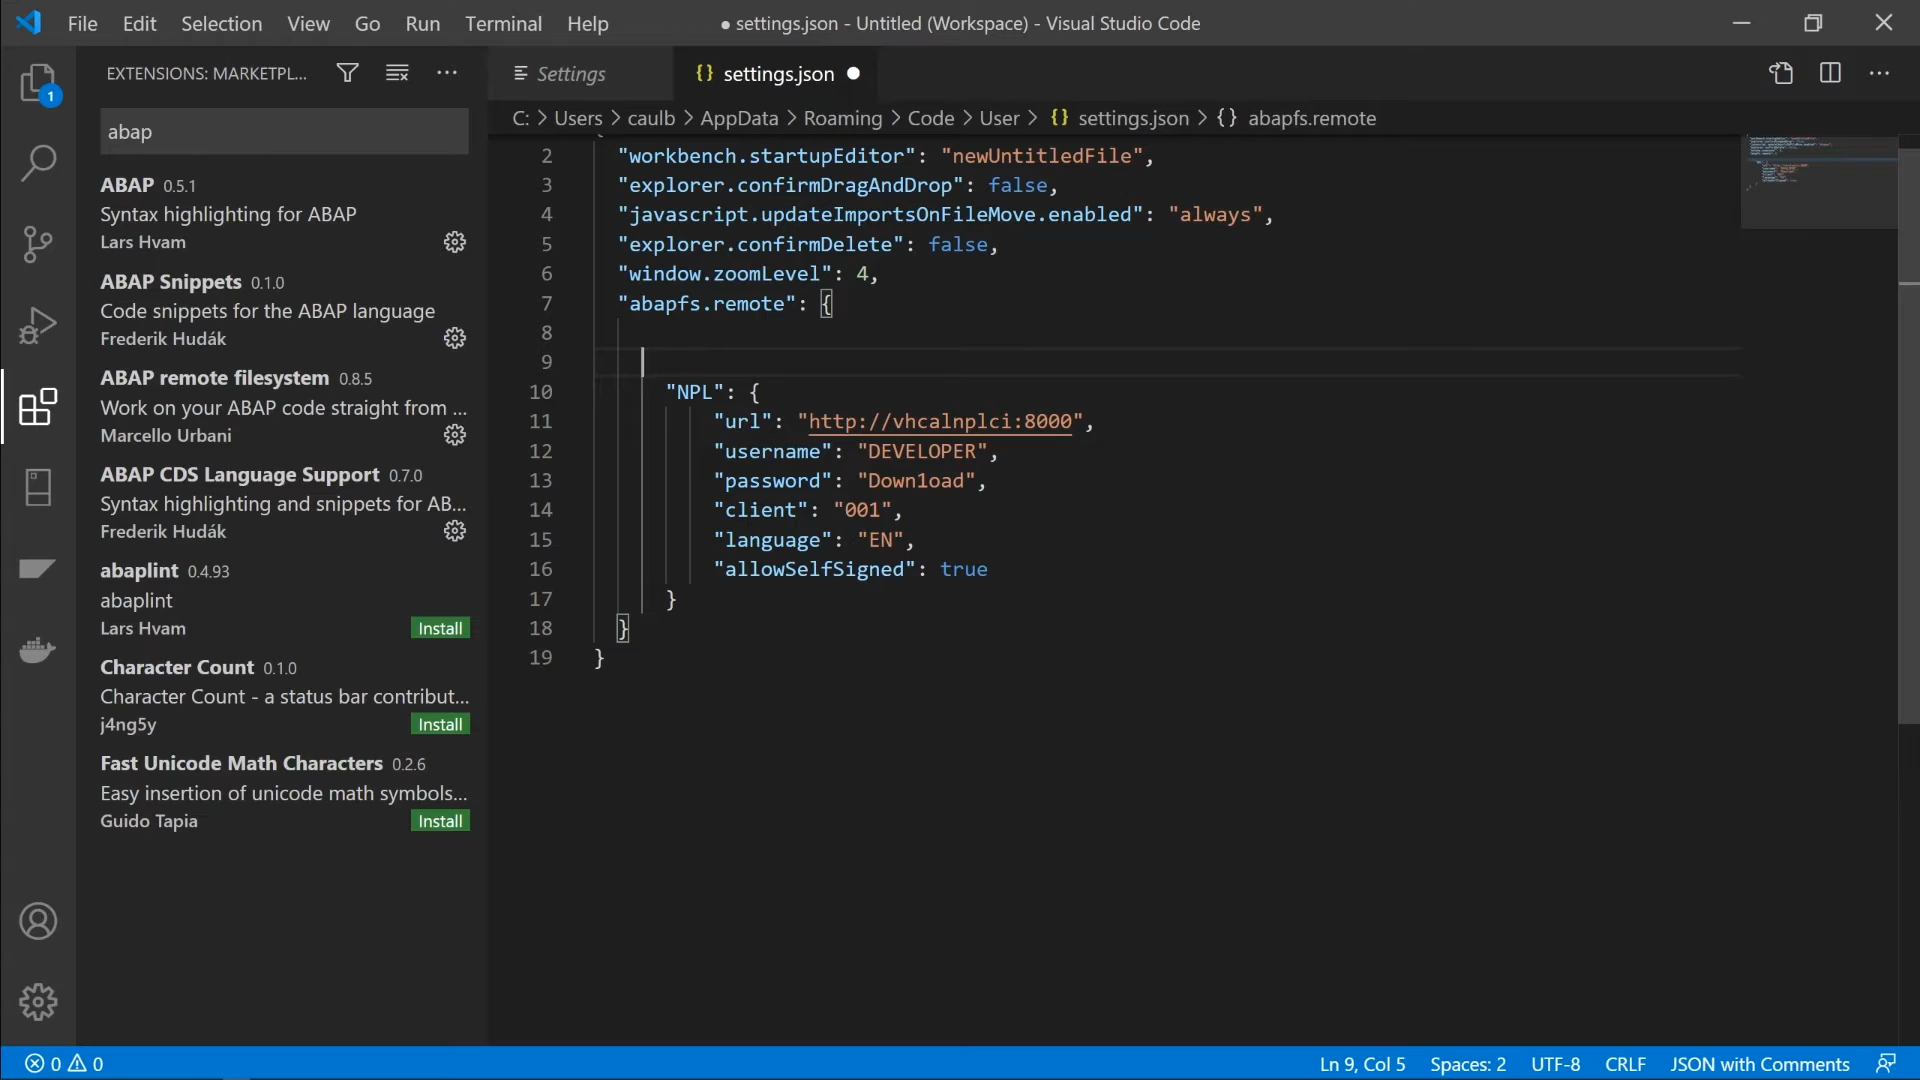 File Edit Selection View Go Run Terminal Help
● settings.json - Untitled (Workspace) - Visual Studio Code
1
EXTENSIONS: MARKETPL...
abap
ABAP 0.5.1
Syntax highlighting for ABAP
Lars Hvam
ABAP Snippets 0.1.0
Code snippets for the ABAP language
Frederik Hudák
ABAP remote filesystem 0.8.5
Work on your ABAP code straight from ...
Marcello Urbani
ABAP CDS Language Support 0.7.0
Syntax highlighting and snippets for AB...
Frederik Hudák
abaplint 0.4.93
abaplint
Lars Hvam Install
Character Count 0.1.0
Character Count - a status bar contribut...
j4ng5y Install
Fast Unicode Math Characters 0.2.6
Easy insertion of unicode math symbols...
Guido Tapia Install
Settings {} settings.json ●
C: > Users > caulb > AppData > Roaming > Code > User > {} settings.json > {} abapfs.remote
2 "workbench.startupEditor": "newUntitledFile",
3 "explorer.confirmDragAndDrop": false,
4 "javascript.updateImportsOnFileMove.enabled": "always",
5 "explorer.confirmDelete": false,
6 "window.zoomLevel": 4,
7 "abapfs.remote": {
8
9
10 "NPL": {
11 "url": "http://vhcalnplci:8000",
12 "username": "DEVELOPER",
13 "password": "Down1oad",
14 "client": "001",
15 "language": "EN",
16 "allowSelfSigned": true
17 }
18 }
19 }
0 0 Ln 9, Col 5 Spaces: 2 UTF-8 CRLF JSON with Comments